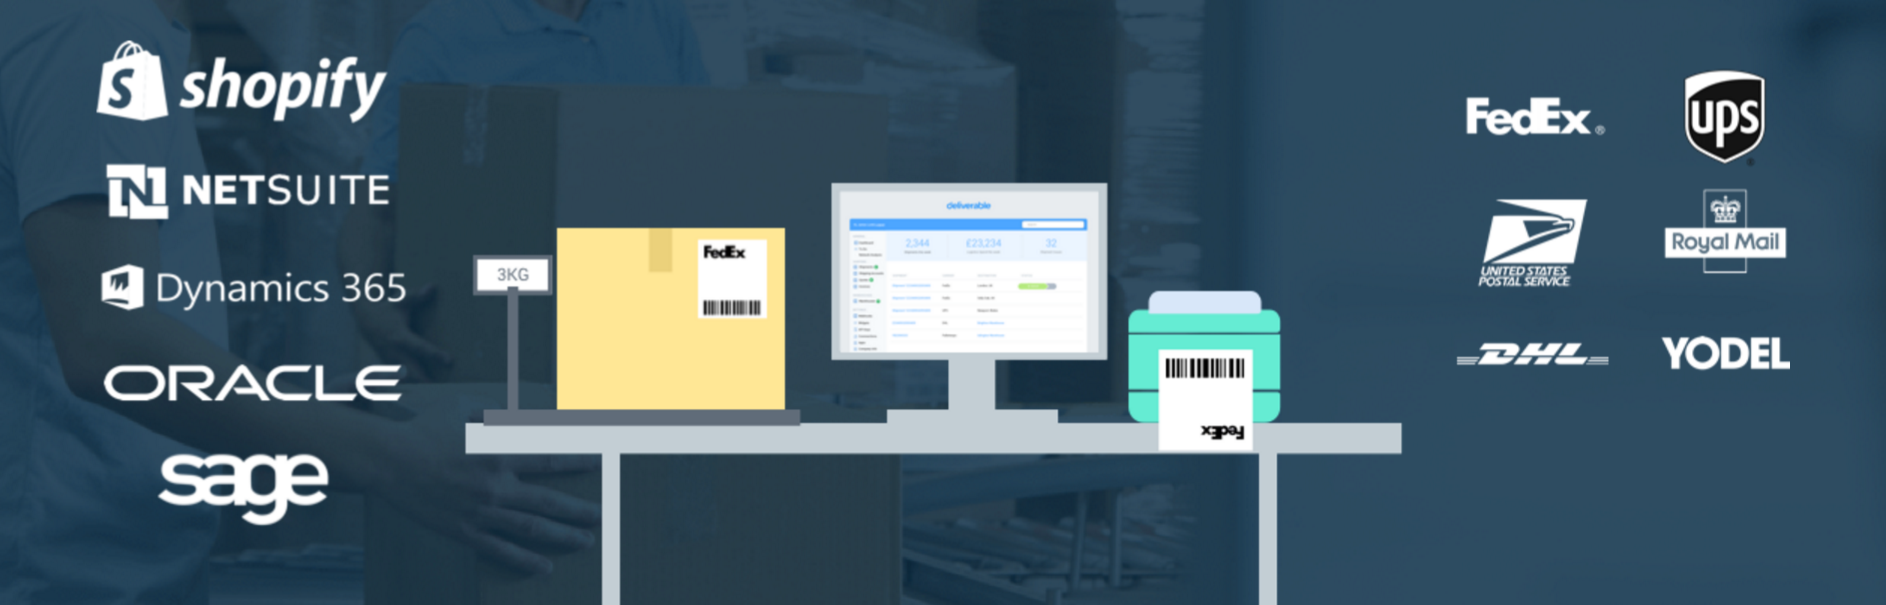 shopify
NETSUITE
Dynamics 365
ORACLE
sage
3KG
FedEx
deliverable
2,344
£23,234
32
FedEx
FedEx®
ups
UNITED STATES
POSTAL SERVICE
Royal Mail
DHL
YODEL